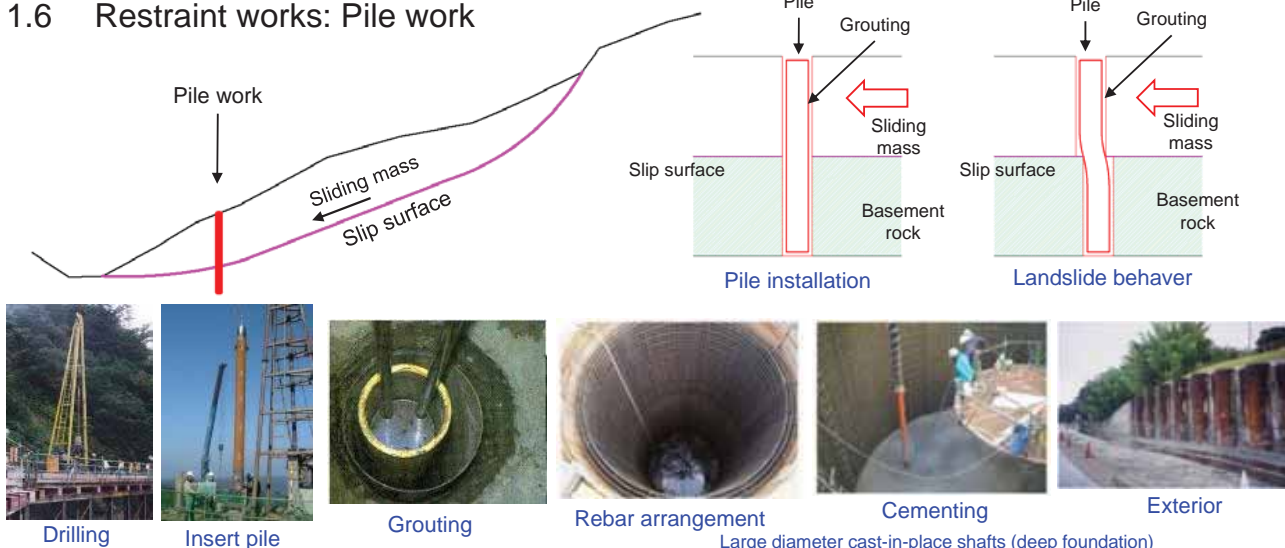 1.6 Restraint works: Pile work
Pile work
Sliding mass
Slip surface
Pile
Grouting
Sliding
mass
Slip surface
Basement
rock
Pile installation
Pile
Grouting
Sliding
mass
Slip surface
Basement
rock
Landslide behaver
Drilling
Insert pile
Grouting
Rebar arrangement
Cementing
Exterior
Large diameter cast-in-place shafts (deep foundation)